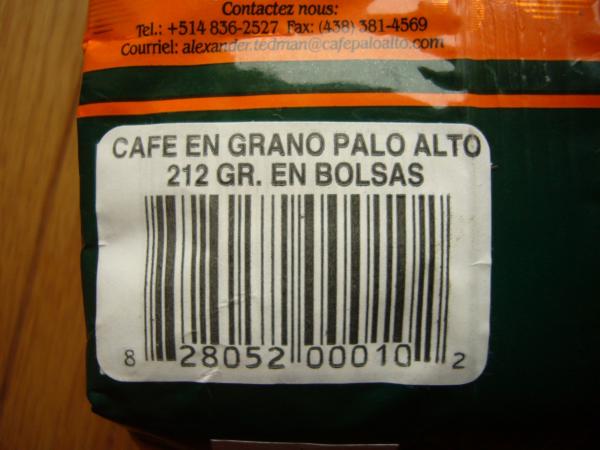 Contactez nous:
Tel.: +514 836-2527 Fax: (438) 381-4569
Courriel: alexander.tedman@cafepaloalto.com
CAFE EN GRANO PALO ALTO
212 GR. EN BOLSAS
8 28052 00010 2